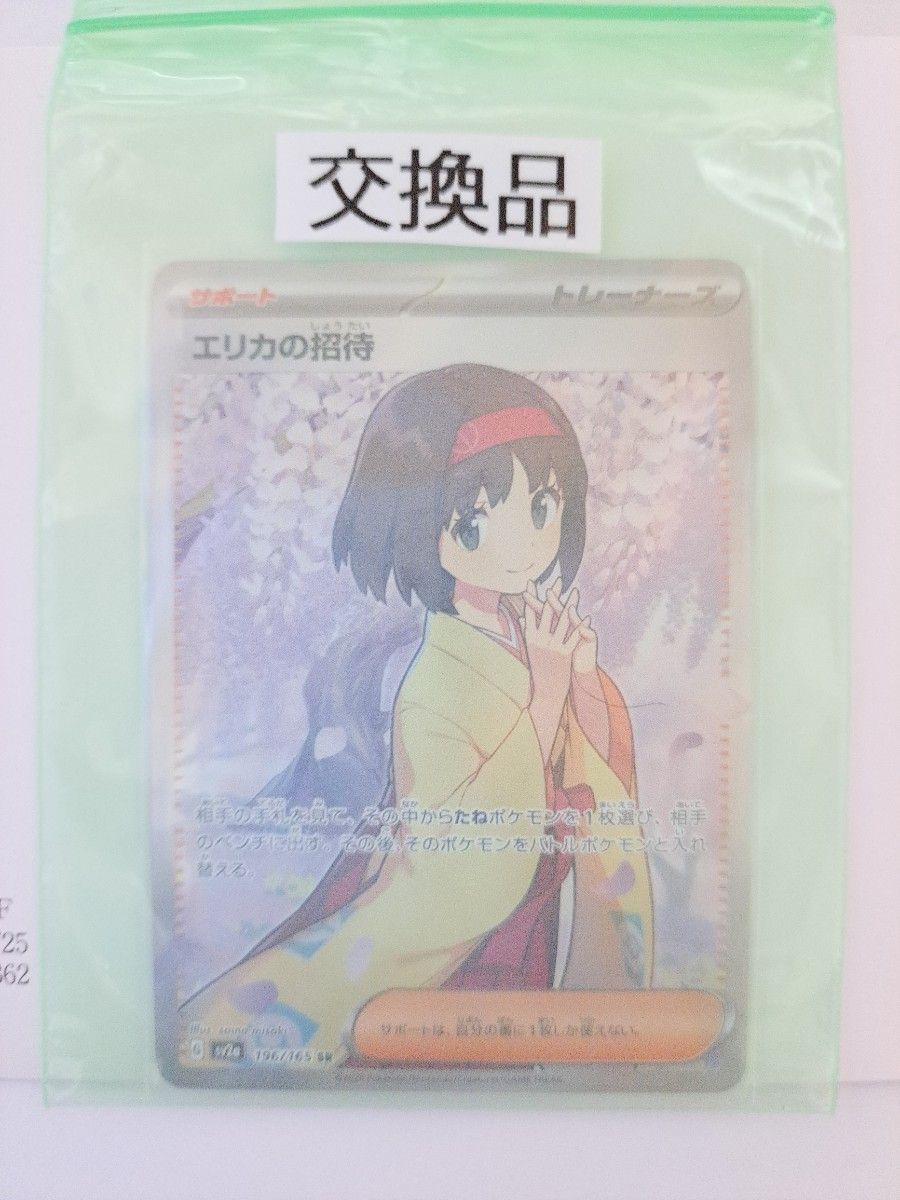 交換品
サポート
トレーナーズ
しょうたい
エリカの招待
相手の手札を見て、その中からたねポケモンを1枚選び、相手
のベンチに出す。その後、そのポケモンをバトルポケモンと入れ
替える。
F
725
362
サポートは、自分の番に1枚しか使えない。
Illus. saino misaki
G sv2a 196/165 SR